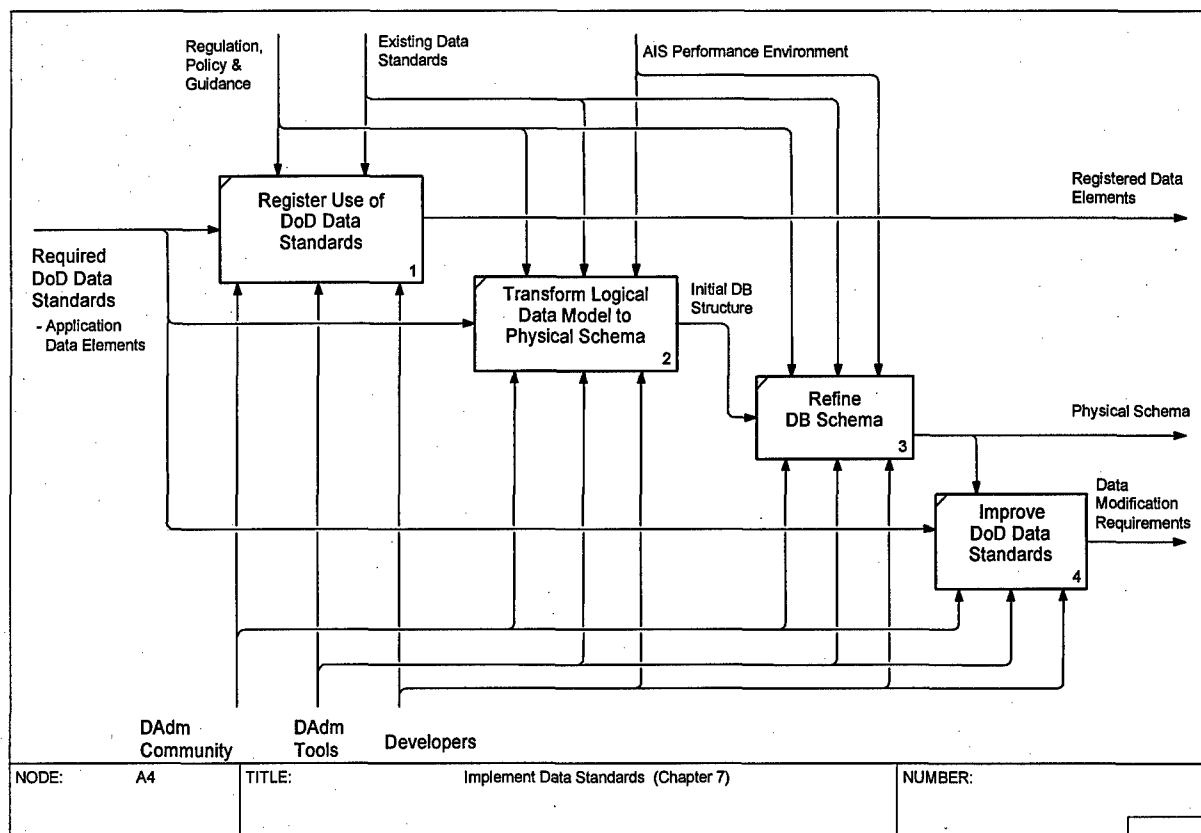 Regulation,
Policy &
Guidance
Existing Data
Standards
AIS Performance Environment
Register Use of
DoD Data
Standards
1
Registered Data
Elements
Required
DoD Data
Standards
- Application
Data Elements
Transform Logical
Data Model to
Physical Schema
2
Initial DB
Structure
Refine
DB Schema
3
Physical Schema
Data
Modification
Requirements
Improve
DoD Data
Standards
4
DAdm
Community
DAdm
Tools
Developers
NODE: A4
TITLE: Implement Data Standards (Chapter 7)
NUMBER: